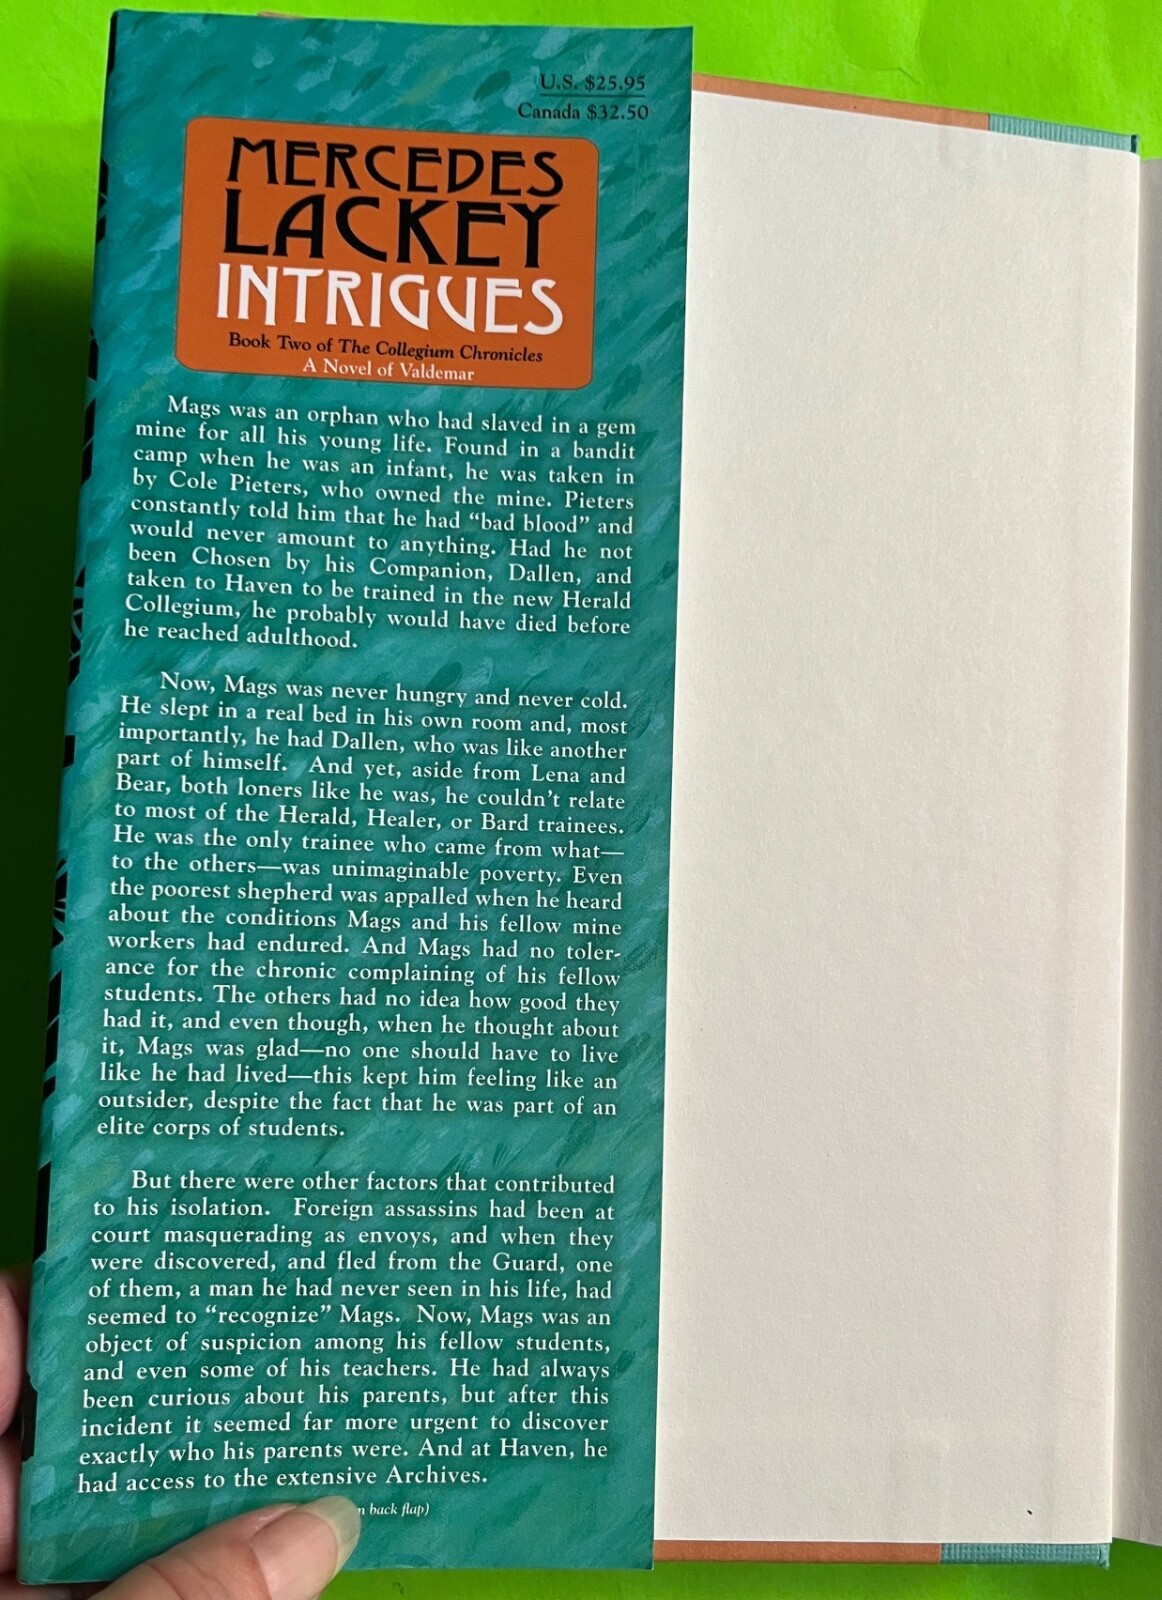 U.S. $25.95
Canada $32.50
MERCEDES
LACKEY
INTRIGUES
Book Two of The Collegium Chronicles
A Novel of Valdemar
Mags was an orphan who had slaved in a gem
mine for all his young life. Found in a bandit
camp when he was an infant, he was taken in
by Cole Pieters, who owned the mine. Pieters
constantly told him that he had “bad blood” and
would never amount to anything. Had he not
been Chosen by his Companion, Dallen, and
taken to Haven to be trained in the new Herald
Collegium, he probably would have died before
he reached adulthood.
Now, Mags was never hungry and never cold.
He slept in a real bed in his own room and, most
importantly, he had Dallen, who was like another
part of himself. And yet, aside from Lena and
Bear, both loners like he was, he couldn’t relate
to most of the Herald, Healer, or Bard trainees.
He was the only trainee who came from what—
to the others—was unimaginable poverty. Even
the poorest shepherd was appalled when he heard
about the conditions Mags and his fellow mine
workers had endured. And Mags had no toler-
ance for the chronic complaining of his fellow
students. The others had no idea how good they
had it, and even though, when he thought about
it, Mags was glad—no one should have to live
like he had lived—this kept him feeling like an
outsider, despite the fact that he was part of an
elite corps of students.
But there were other factors that contributed
to his isolation. Foreign assassins had been at
court masquerading as envoys, and when they
were discovered, and fled from the Guard, one
of them, a man he had never seen in his life, had
seemed to “recognize” Mags. Now, Mags was an
object of suspicion among his fellow students,
and even some of his teachers. He had always
been curious about his parents, but after this
incident it seemed far more urgent to discover
exactly who his parents were. And at Haven, he
had access to the extensive Archives.
back flap)